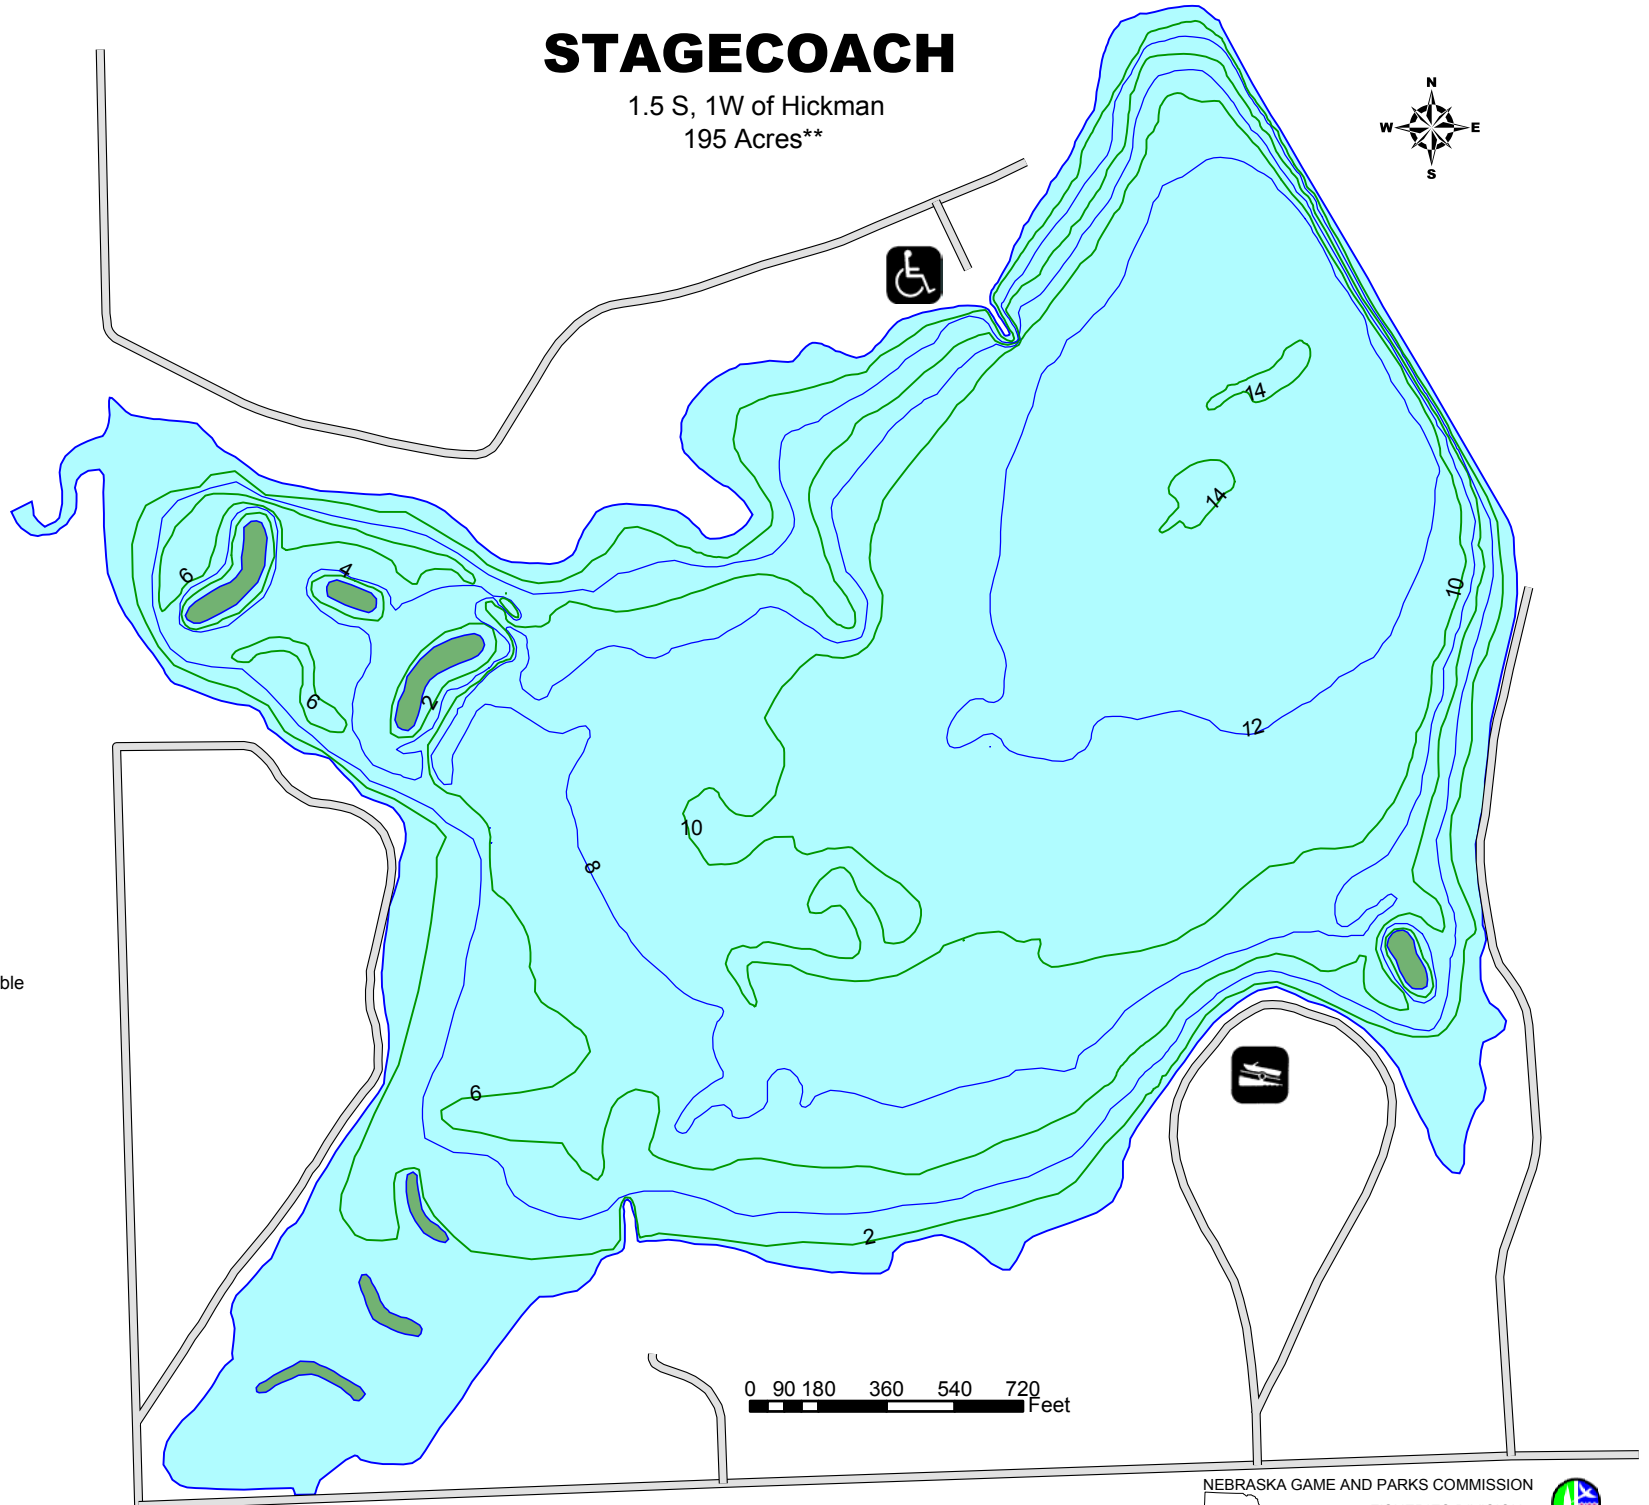 STAGECOACH
1.5 S, 1W of Hickman
195 Acres**
N
W E
S
14
14
6
4
10
6
2
12
10
8
ble
6
2
0 90 180 360 540 720
Feet
NEBRASKA GAME AND PARKS COMMISSION